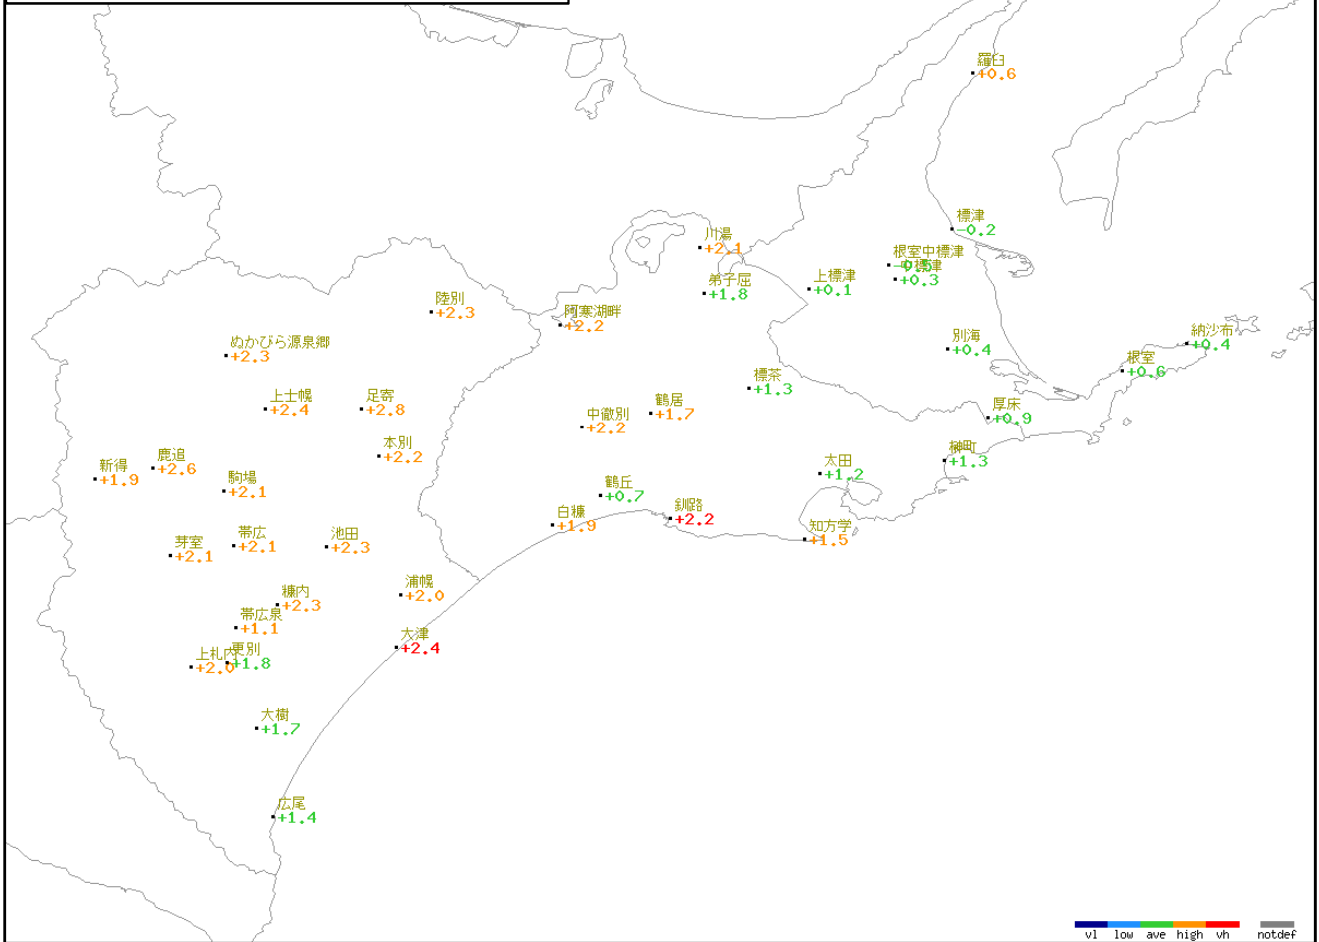 羅臼
+0.6
標津
-0.2
川湯
+2.1
根室中標津
中標津
+0.3
弟子屈
+1.8
上標津
+0.1
陸別
+2.3
阿寒湖畔
+2.2
ぬかびら源泉郷
+2.3
別海
+0.4
納沙布
+0.4
根室
+0.6
標茶
+1.3
上士幌
+2.4
足寄
+2.8
鶴居
+1.7
中徹別
+2.2
厚床
+0.9
本別
+2.2
榊町
+1.3
新得
+1.9
鹿追
+2.6
太田
+1.2
駒場
+2.1
鶴丘
+0.7
釧路
+2.2
白糠
+1.9
知方学
+1.5
芽室
+2.1
帯広
+2.1
池田
+2.3
浦幌
+2.0
糠内
+2.3
帯広泉
+1.1
大津
+2.4
上札内
+2.0
更別
+1.8
大樹
+1.7
広尾
+1.4
vl low ave high vh notdef